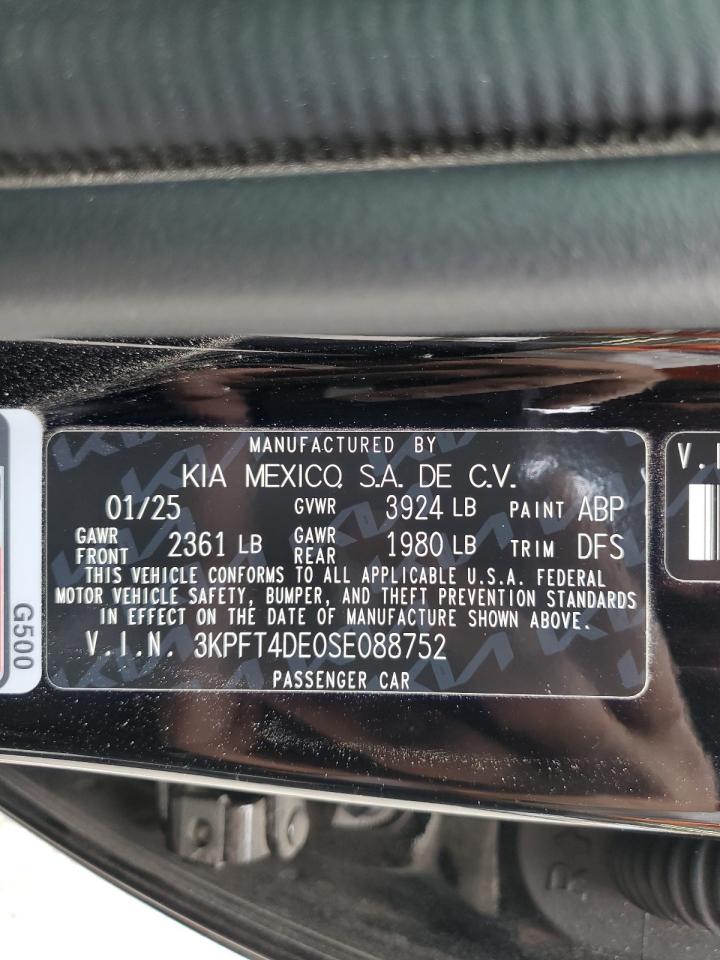 MANUFACTURED BY
KIA MEXICO, S.A. DE C.V.
01/25 GVWR 3924 LB PAINT ABP
GAWR FRONT 2361 LB GAWR REAR 1980 LB TRIM DFS
THIS VEHICLE CONFORMS TO ALL APPLICABLE U.S.A. FEDERAL
MOTOR VEHICLE SAFETY, BUMPER, AND THEFT PREVENTION STANDARDS
IN EFFECT ON THE DATE OF MANUFACTURE SHOWN ABOVE.
V.I.N. 3KPFT4DE0SE088752
PASSENGER CAR
G500